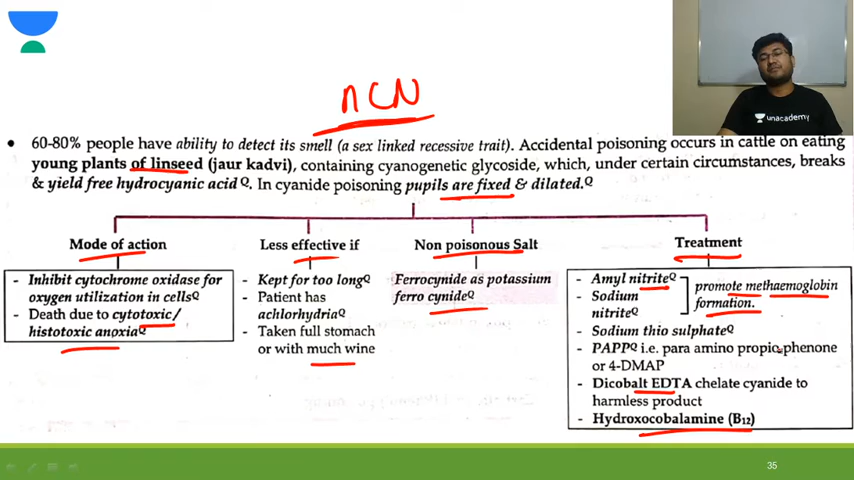 unacademy
nCN
• 60-80% people have ability to detect its smell (a sex linked recessive trait). Accidental poisoning occurs in cattle on eating
young plants of linseed (jaur kadvi), containing cyanogenetic glycoside, which, under certain circumstances, breaks
& yield free hydrocyanic acidQ. In cyanide poisoning pupils are fixed & dilated.Q
Mode of action
- Inhibit cytochrome oxidase for
oxygen utilization in cellsQ
- Death due to cytotoxic/
histotoxic anoxiaQ
Less effective if
- Kept for too longQ
- Patient has
achlorhydriaQ
- Taken full stomach
or with much wine
Non poisonous Salt
Ferrocynide as potassium
ferro cynideQ
Treatment
- Amyl nitriteQ
- Sodium
nitriteQ
promote methaemoglobin
formation.
- Sodium thio sulphateQ
- PAPPQ i.e. para amino propio phenone
or 4-DMAP
- Dicobalt EDTA chelate cyanide to
harmless product
- Hydroxocobalamine (B12)
35